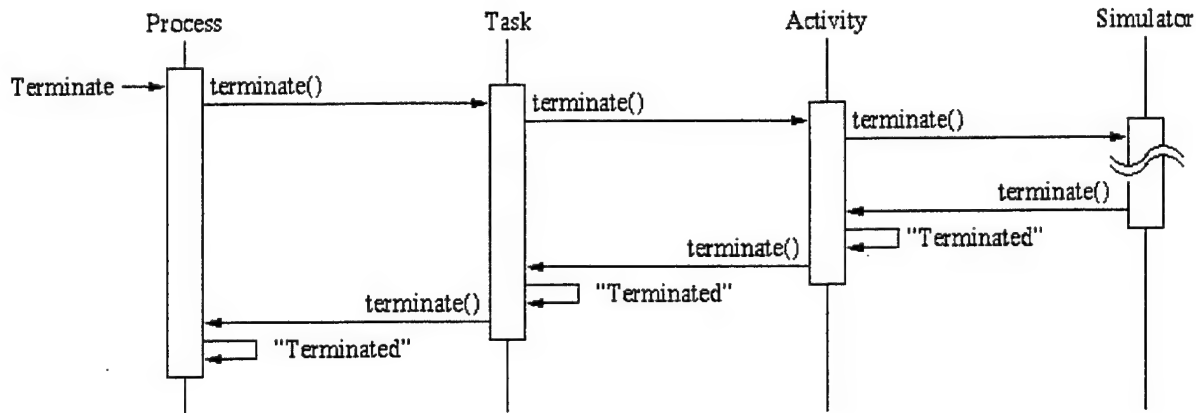 Process
Task
Activity
Simulator
Terminate
terminate()
terminate()
terminate()
terminate()
"Terminated"
terminate()
"Terminated"
terminate()
"Terminated"